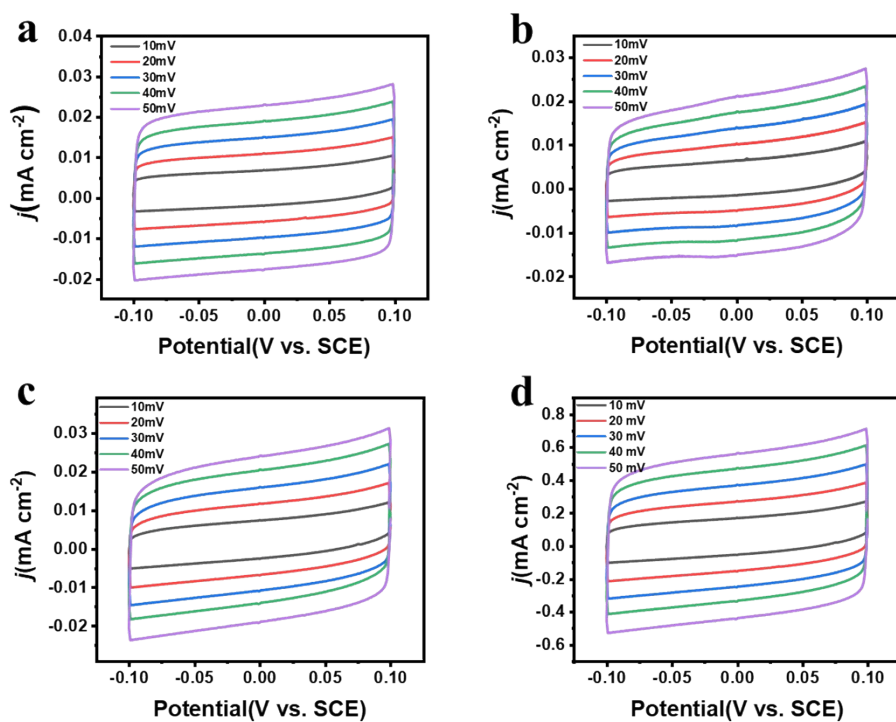 a
0.04
0.03
0.02
0.01
0.00
-0.01
-0.02
j(mA cm-2)
10mV
20mV
30mV
40mV
50mV
-0.10 -0.05 0.00 0.05 0.10
Potential(V vs. SCE)
b
0.03
0.02
0.01
0.00
-0.01
-0.02
j(mA cm-2)
10mV
20mV
30mV
40mV
50mV
-0.10 -0.05 0.00 0.05 0.10
Potential(V vs. SCE)
c
0.03
0.02
0.01
0.00
-0.01
-0.02
j(mA cm-2)
10mV
20mV
30mV
40mV
50mV
-0.10 -0.05 0.00 0.05 0.10
Potential(V vs. SCE)
d
0.8
0.6
0.4
0.2
0.0
-0.2
-0.4
-0.6
j(mA cm-2)
10 mV
20 mV
30 mV
40 mV
50 mV
-0.10 -0.05 0.00 0.05 0.10
Potential(V vs. SCE)